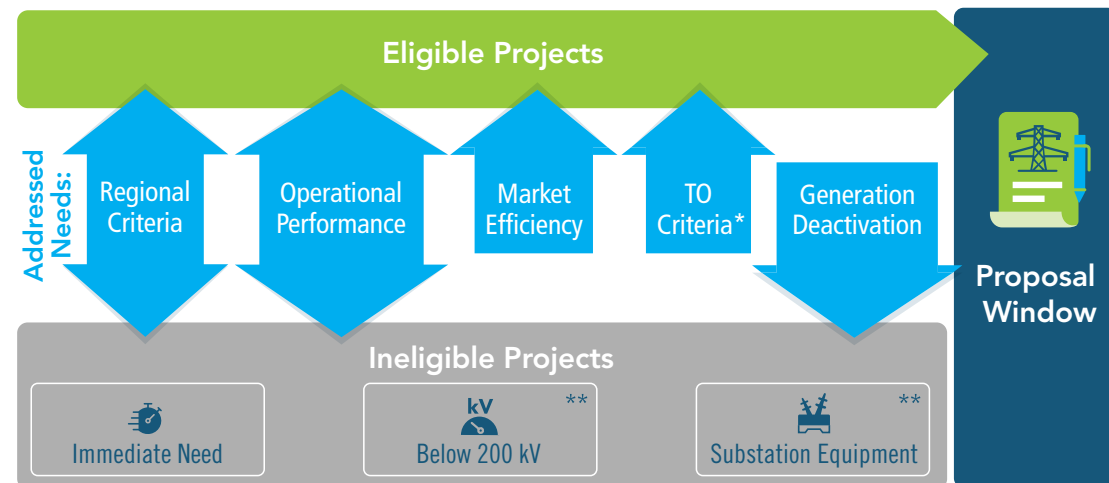 Eligible Projects
Addressed
Needs:
Regional
Criteria
Operational
Performance
Market
Efficiency
TO
Criteria*
Generation
Deactivation
Proposal
Window
Ineligible Projects
Immediate Need
kV
**
Below 200 kV
**
Substation Equipment